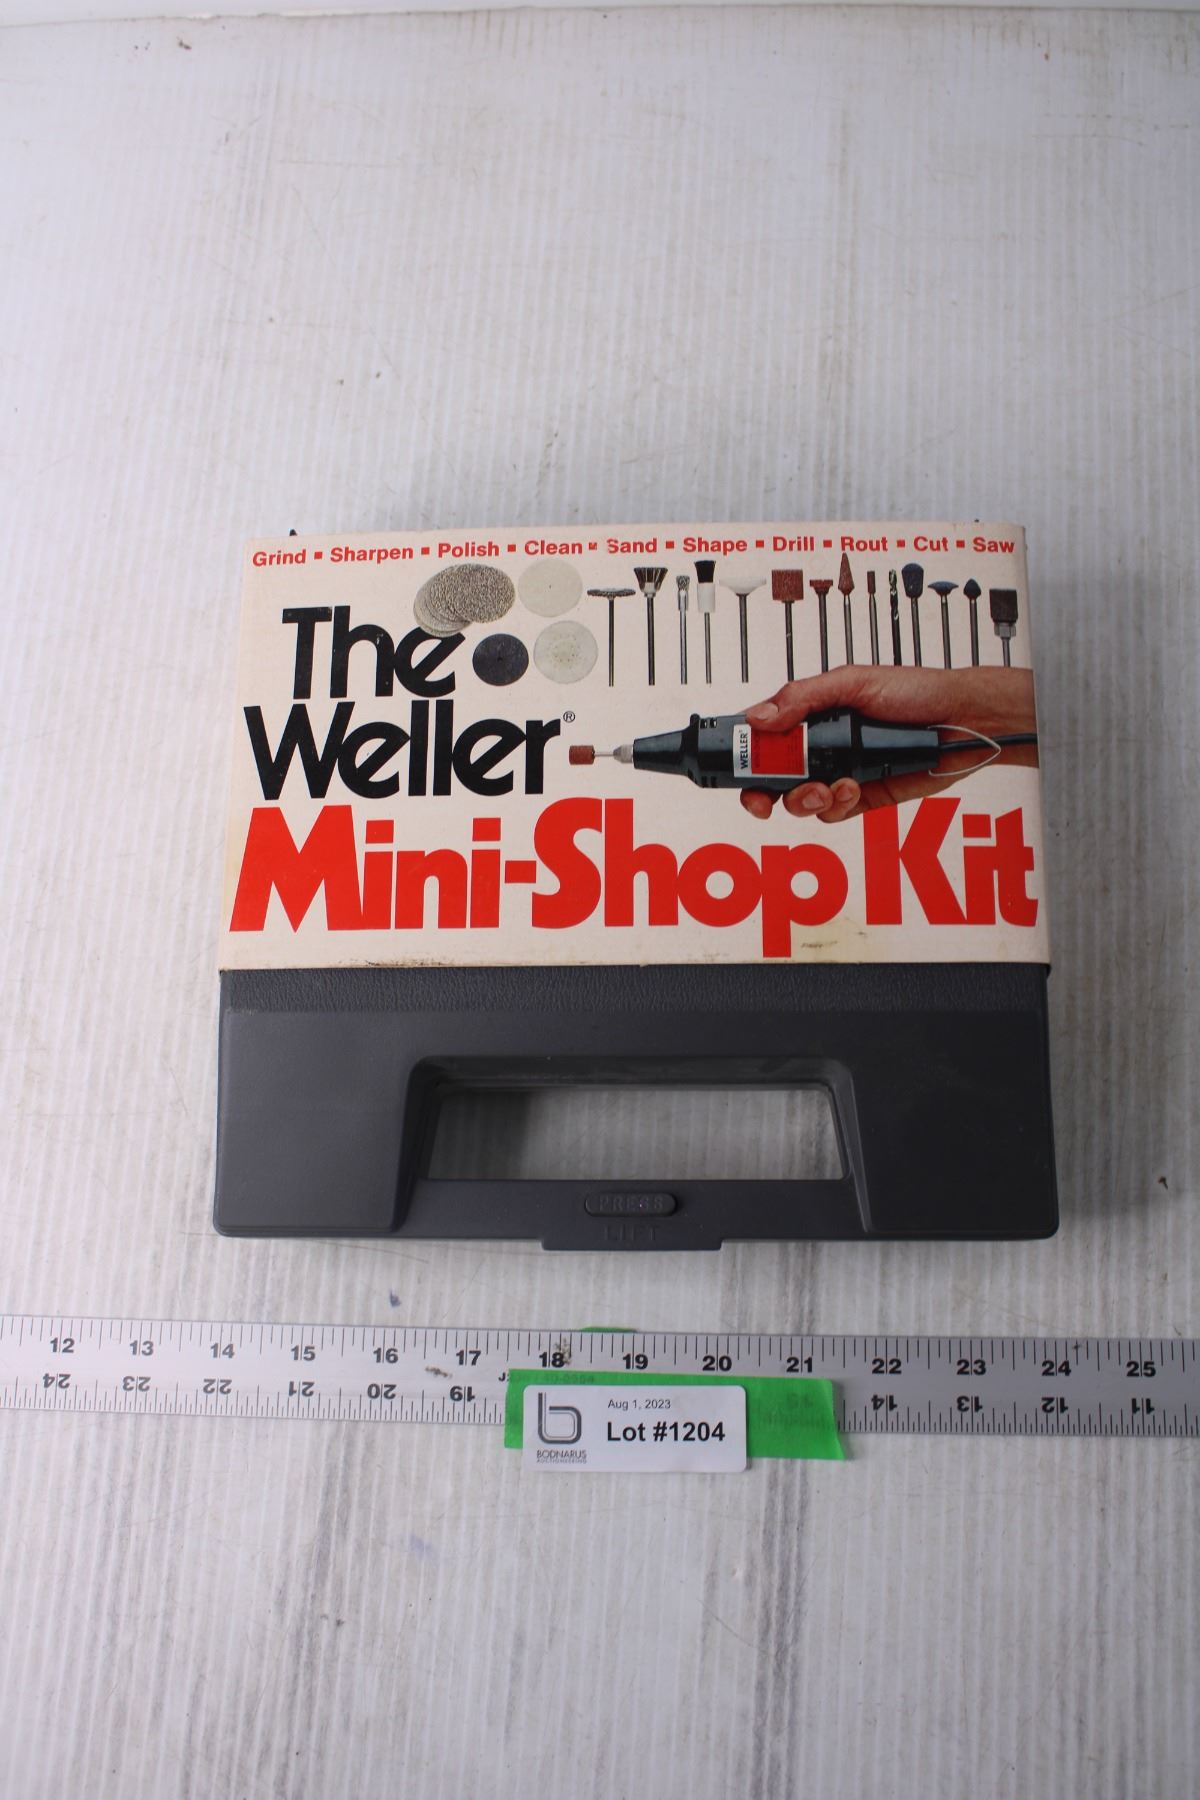 Grind ▪ Sharpen ▪ Polish ▪ Clean ▪ Sand ▪ Shape ▪ Drill ▪ Rout ▪ Cut ▪ Saw
The
Weller®
WELLER
Mini-Shop Kit
PRESS
LIFT
12 13 14 15 16 17 18 19 20 21 22 23 24 25
24 23 22 21 20 19 13 14 13 12 11
Aug 1, 2023
Lot #1204
BODNARUS
AUCTIONEERING